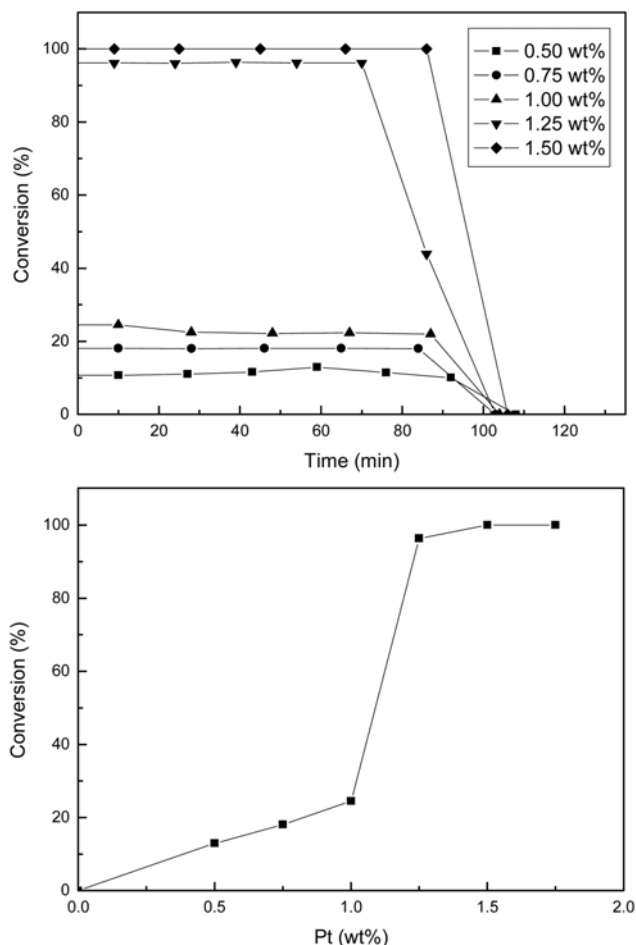 100
80
60
40
20
0
Conversion (%)
0.50 wt%
0.75 wt%
1.00 wt%
1.25 wt%
1.50 wt%
0 20 40 60 80 100 120
Time (min)
100
80
60
40
20
0
Conversion (%)
0.0 0.5 1.0 1.5 2.0
Pt (wt%)